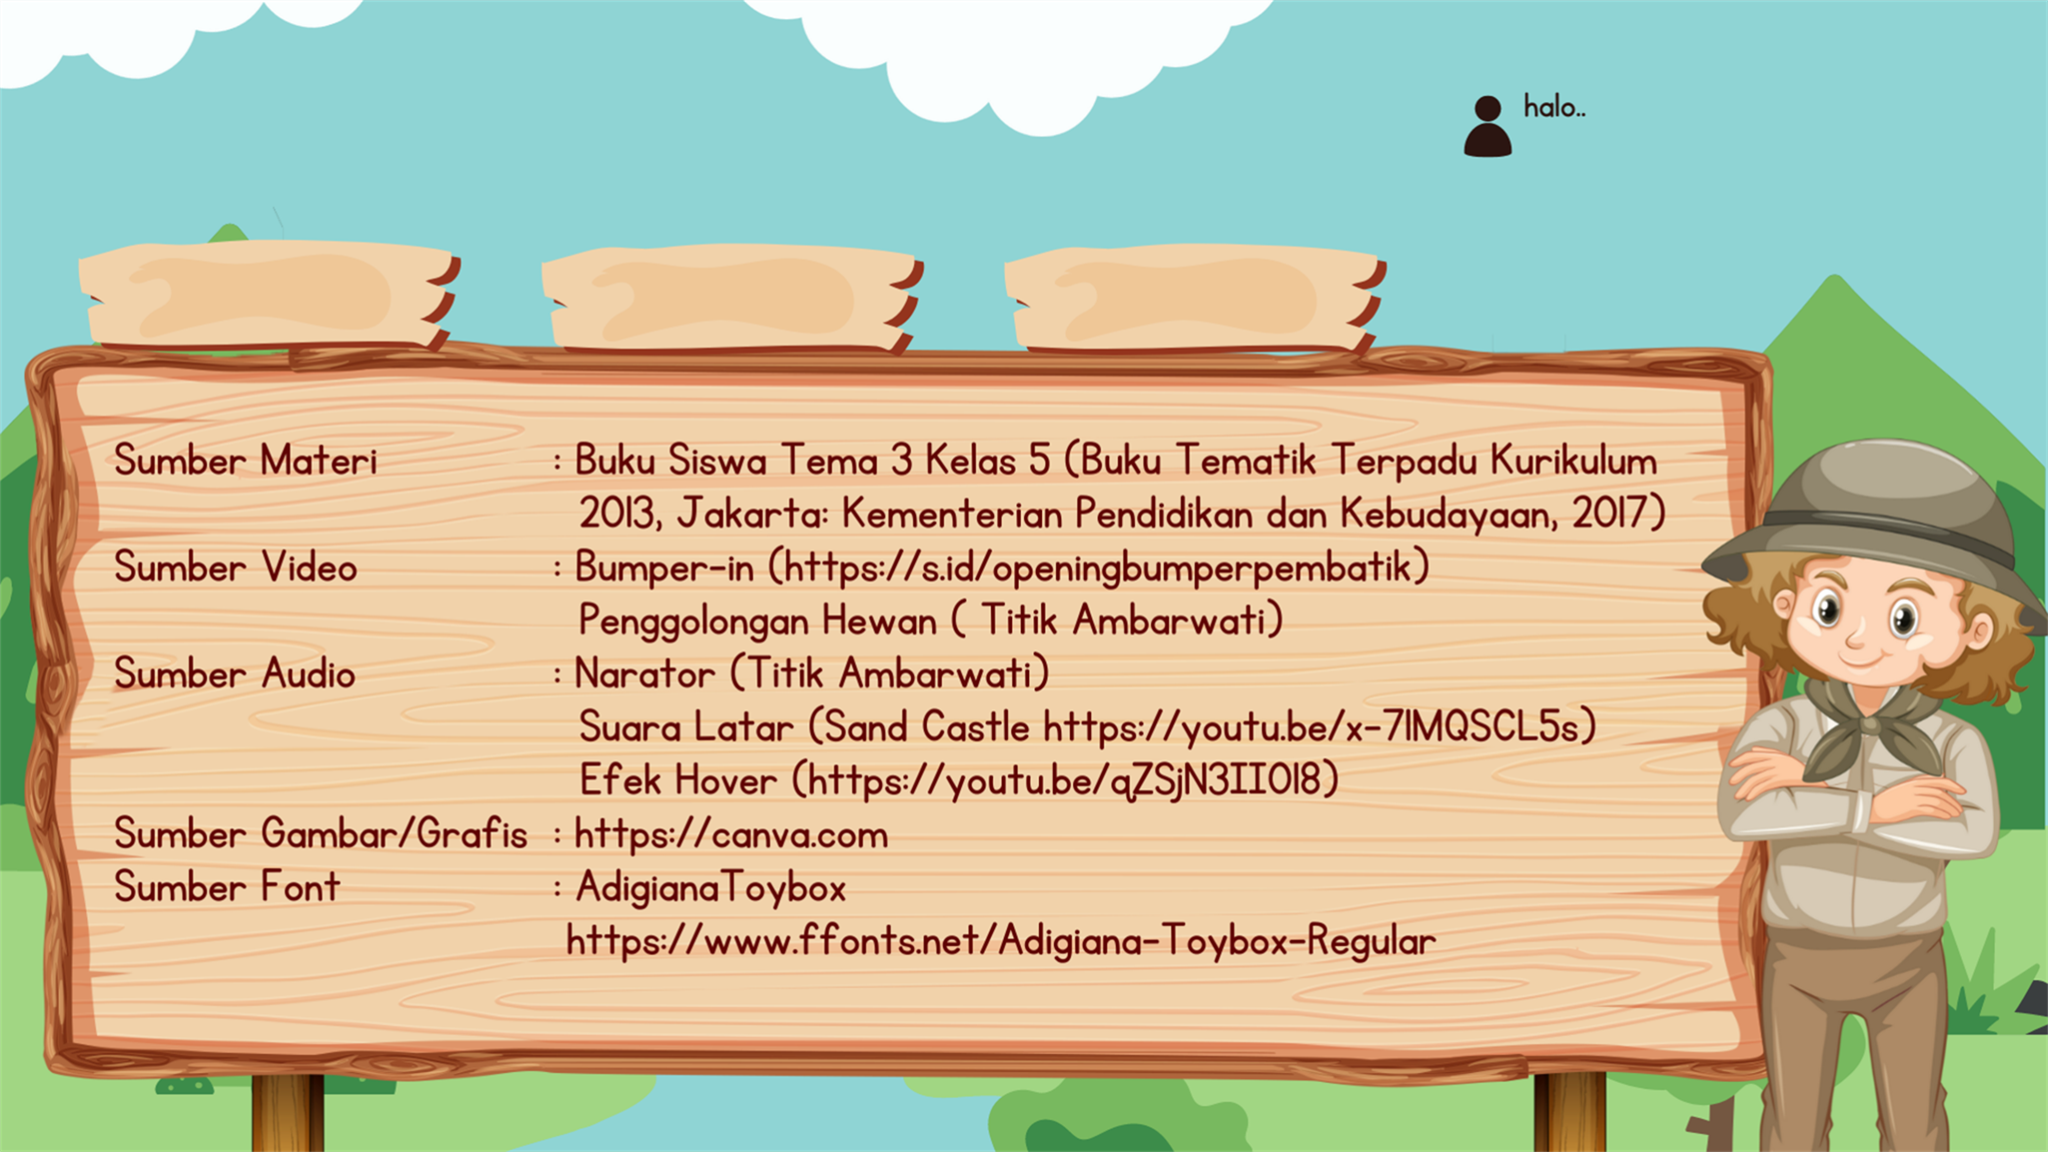 halo..
Sumber Materi : Buku Siswa Tema 3 Kelas 5 (Buku Tematik Terpadu Kurikulum
2013, Jakarta: Kementerian Pendidikan dan Kebudayaan, 2017)
Sumber Video : Bumper-in (https://s.id/openingbumperpembatik)
Penggolongan Hewan ( Titik Ambarwati)
Sumber Audio : Narator (Titik Ambarwati)
Suara Latar (Sand Castle https://youtu.be/x-71MQSCL5s)
Efek Hover (https://youtu.be/qZSjN3II018)
Sumber Gambar/Grafis : https://canva.com
Sumber Font : AdigianaToybox
https://www.ffonts.net/Adigiana-Toybox-Regular